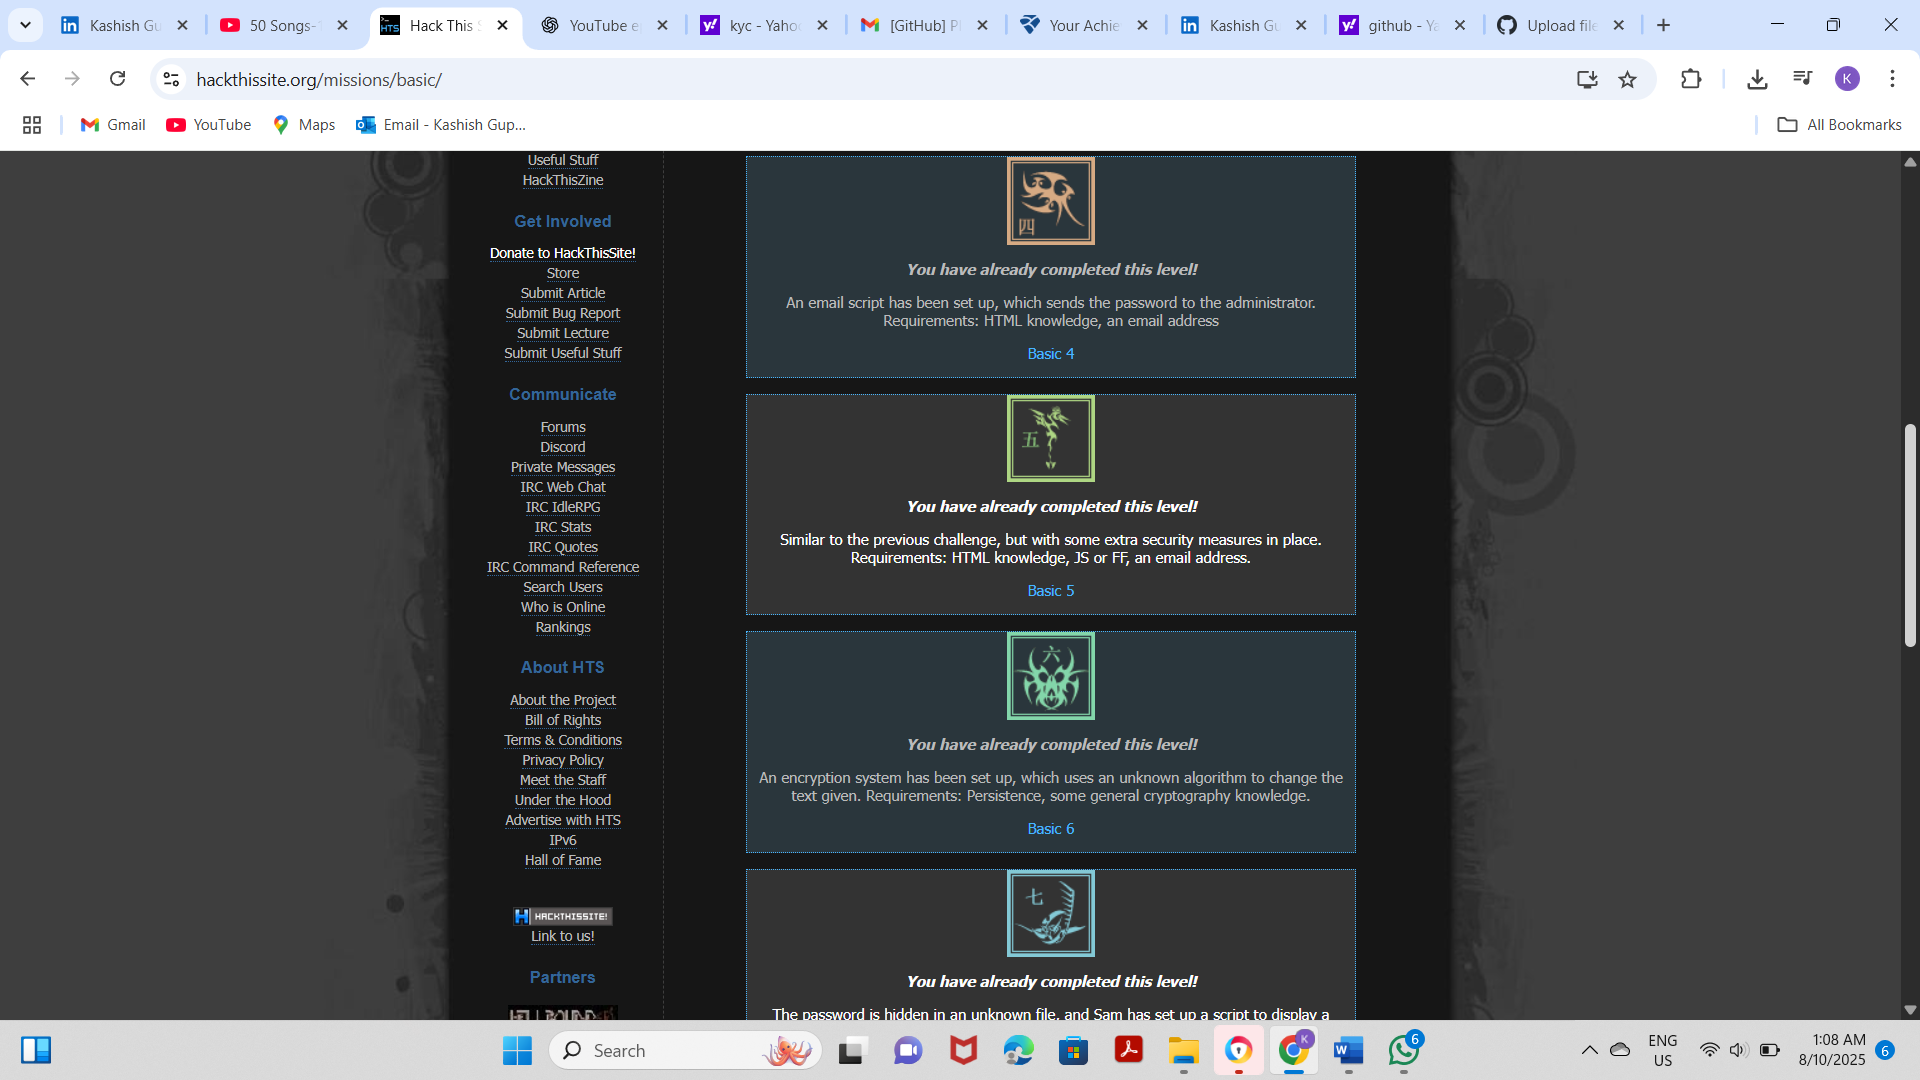 Kashish Gu
50 Songs-
Hack This S
YouTube e
kyc - Yaho
[GitHub] P
Your Achie
Kashish Gu
github - Ya
Upload file
hackthissite.org/missions/basic/
K
Gmail
YouTube
Maps
Email - Kashish Gup...
All Bookmarks
Useful Stuff
HackThisZine
Get Involved
Donate to HackThisSite!
Store
Submit Article
Submit Bug Report
Submit Lecture
Submit Useful Stuff
Communicate
Forums
Discord
Private Messages
IRC Web Chat
IRC IdleRPG
IRC Stats
IRC Quotes
IRC Command Reference
Search Users
Who is Online
Rankings
About HTS
About the Project
Bill of Rights
Terms & Conditions
Privacy Policy
Meet the Staff
Under the Hood
Advertise with HTS
IPv6
Hall of Fame
HACKTHISSITE!
Link to us!
Partners
四
You have already completed this level!
An email script has been set up, which sends the password to the administrator.
Requirements: HTML knowledge, an email address
Basic 4
五
You have already completed this level!
Similar to the previous challenge, but with some extra security measures in place.
Requirements: HTML knowledge, JS or FF, an email address.
Basic 5
六
You have already completed this level!
An encryption system has been set up, which uses an unknown algorithm to change the
text given. Requirements: Persistence, some general cryptography knowledge.
Basic 6
七
You have already completed this level!
The password is hidden in an unknown file, and Sam has set up a script to display a
Search
6
ENG
US
1:08 AM
8/10/2025
6